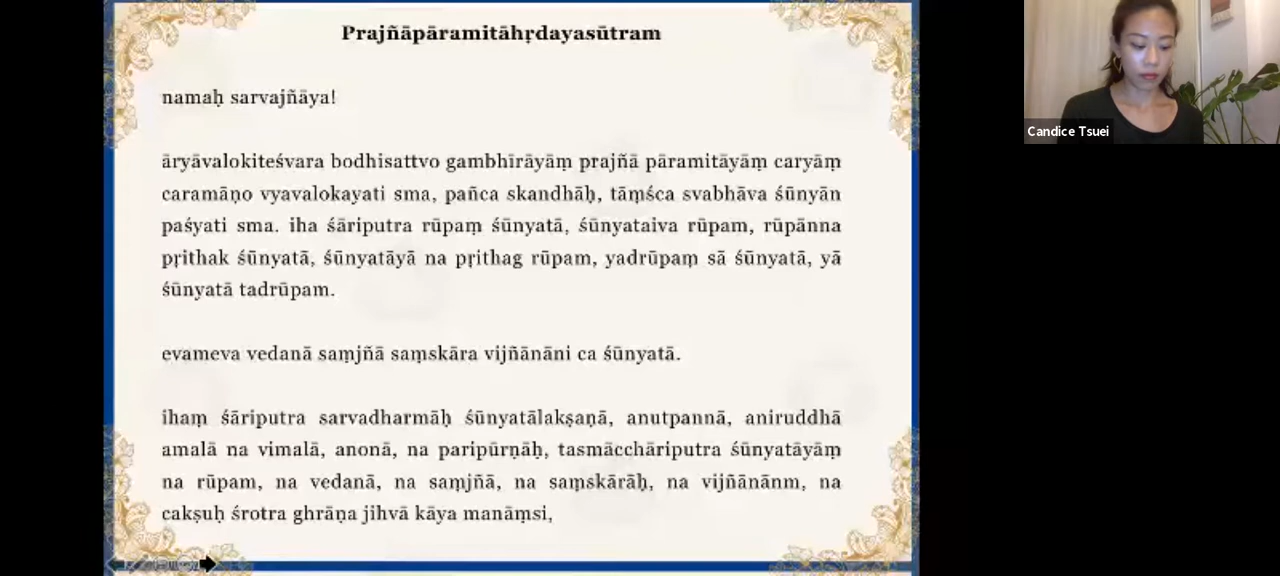 Prajñāpāramitāhṛdayasūtram
namaḥ sarvajñāya!
āryāvalokiteśvara bodhisattvo gambhīrāyāṃ prajñā pāramitāyāṃ caryāṃ
caramāṇo vyavalokayati sma, pañca skandhāḥ, tāṃśca svabhāva śūnyān
paśyati sma. iha śāriputra rūpaṃ śūnyatā, śūnyataiva rūpam, rūpānna
pṛithak śūnyatā, śūnyatāyā na pṛithag rūpam, yadrūpaṃ sā śūnyatā, yā
śūnyatā tadrūpam.
evameva vedanā saṃjñā saṃskāra vijñānāni ca śūnyatā.
ihaṃ śāriputra sarvadharmāḥ śūnyatālakṣaṇā, anutpannā, aniruddhā
amalā na vimalā, anonā, na paripūrṇāḥ, tasmācchāriputra śūnyatāyāṃ
na rūpam, na vedanā, na saṃjñā, na saṃskārāḥ, na vijñānānm, na
cakṣuḥ śrotra ghrāṇa jihvā kāya manāṃsi,
Candice Tsuei